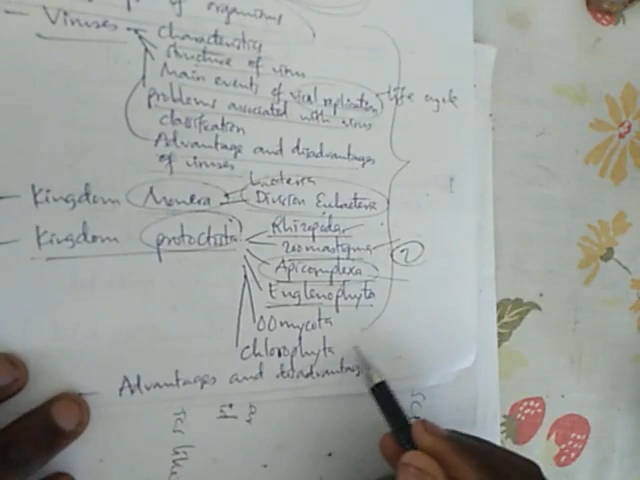 of organisms
- Viruses - characteristics
structure of virus
Main events of viral replication - life cycle
problems associated with virus
classification
Advantage and disadvantages
of viruses
bacteria
- Kingdom Monera - Division Eubacteria
- Kingdom protoctista - Rhizopoda
zoomastigina
2
Apicomplexa
Euglenophyta
oomycota
chlorophyta
- Advantages and disadvantages